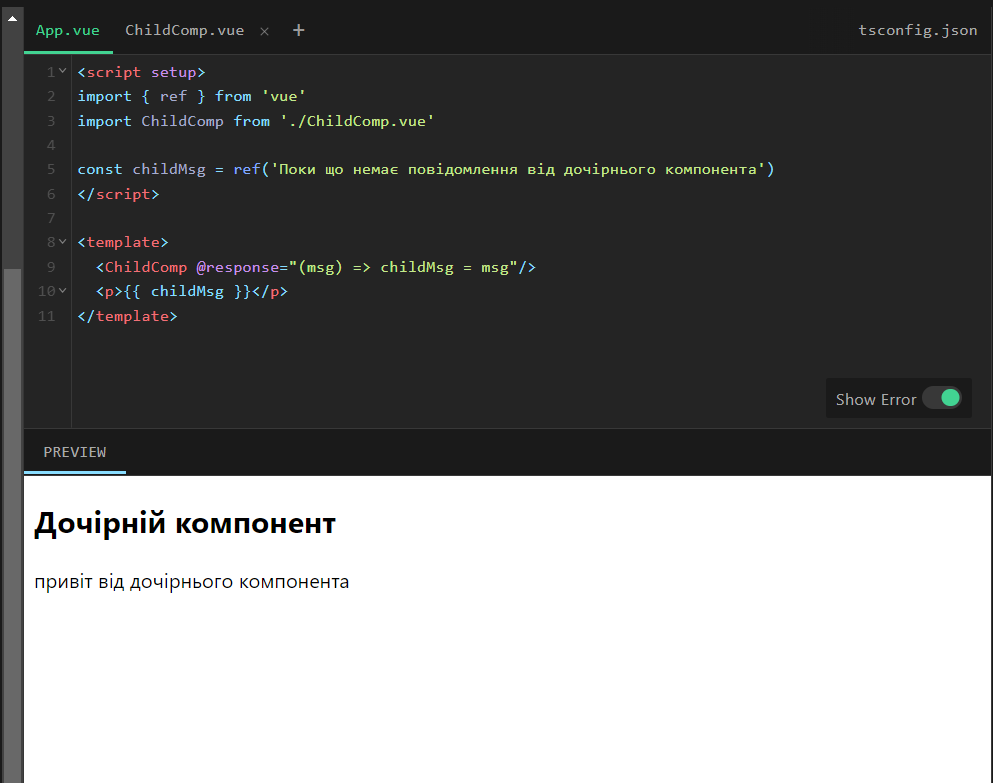 App.vue ChildComp.vue × + tsconfig.json
1 <script setup>
2 import { ref } from 'vue'
3 import ChildComp from './ChildComp.vue'
4
5 const childMsg = ref('Поки що немає повідомлення від дочірнього компонента')
6 </script>
7
8 <template>
9 <ChildComp @response="(msg) => childMsg = msg"/>
10 <p>{{ childMsg }}</p>
11 </template>
Show Error
PREVIEW
Дочірній компонент
привіт від дочірнього компонента